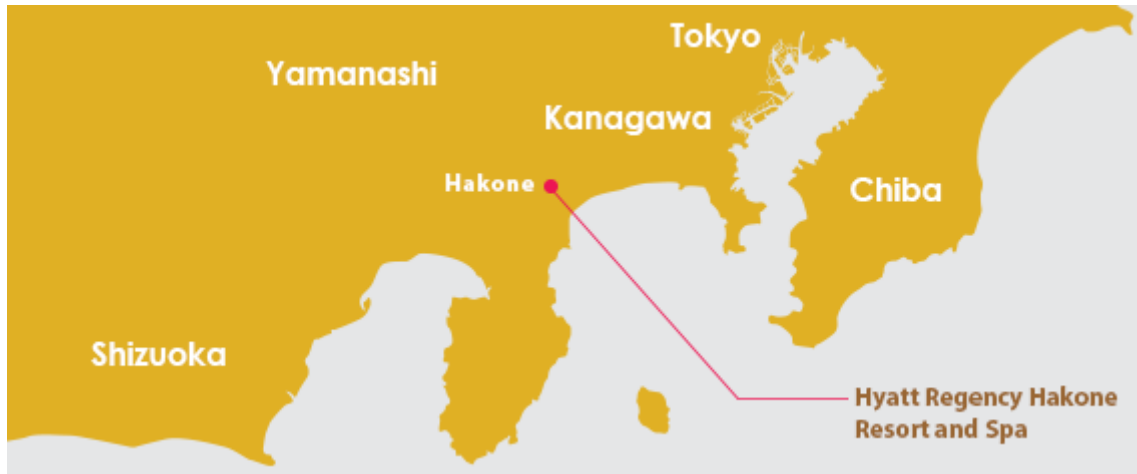 Tokyo
Yamanashi
Kanagawa
Hakone
Chiba
Shizuoka
Hyatt Regency Hakone
Resort and Spa